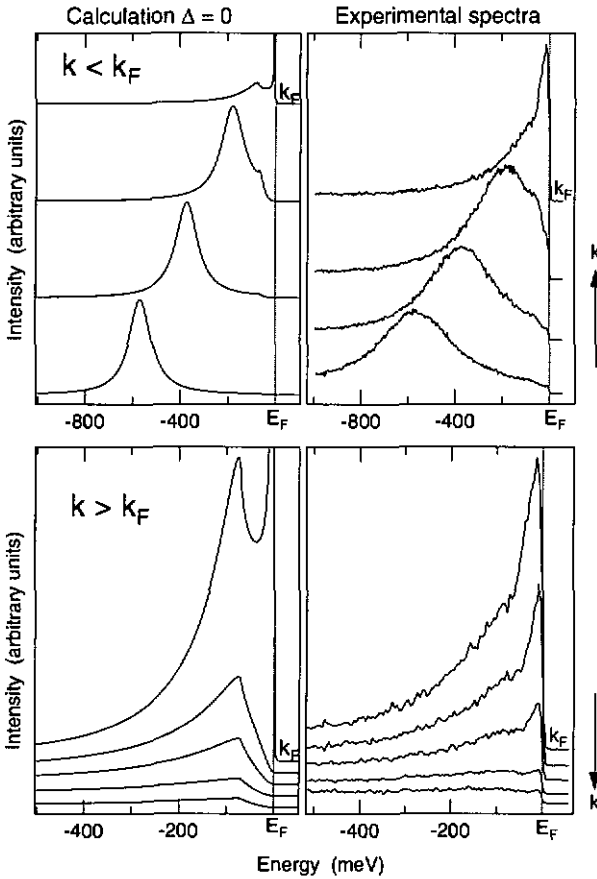 Calculation Δ = 0
Experimental spectra
k < kF
kF
kF
k
Intensity (arbitrary units)
-800 -400 EF
-800 -400 EF
k > kF
kF
kF
k
Intensity (arbitrary units)
-400 -200 EF
-400 -200 EF
Energy (meV)